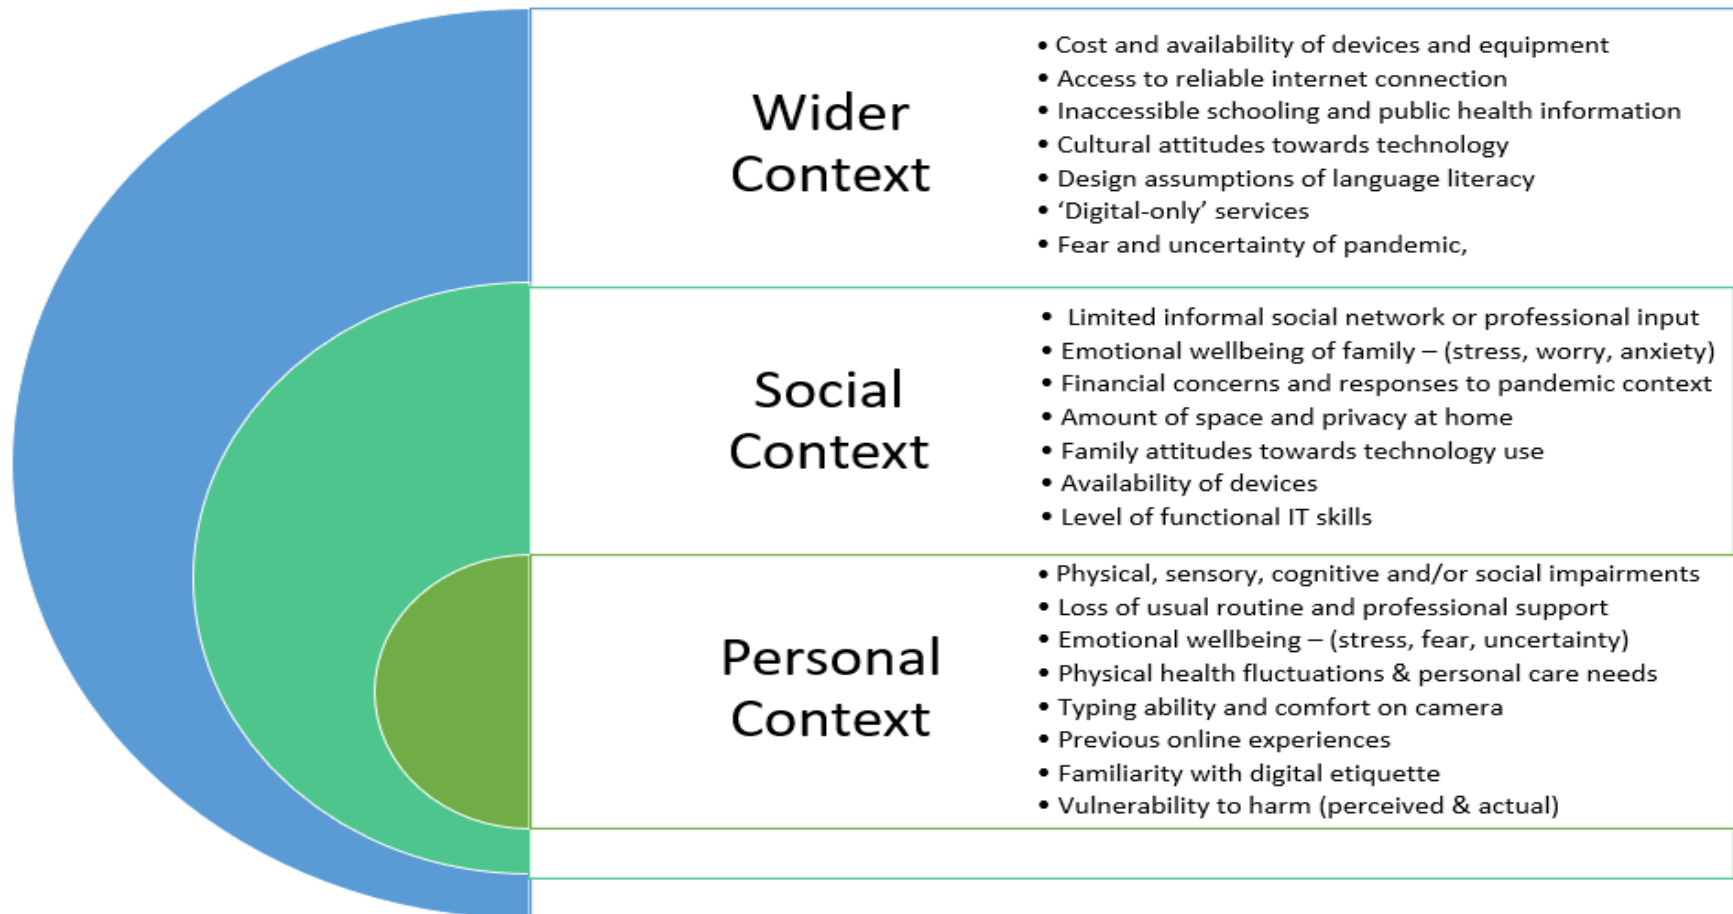 Wider
Context
• Cost and availability of devices and equipment
• Access to reliable internet connection
• Inaccessible schooling and public health information
• Cultural attitudes towards technology
• Design assumptions of language literacy
• ‘Digital-only’ services
• Fear and uncertainty of pandemic,
Social
Context
• Limited informal social network or professional input
• Emotional wellbeing of family – (stress, worry, anxiety)
• Financial concerns and responses to pandemic context
• Amount of space and privacy at home
• Family attitudes towards technology use
• Availability of devices
• Level of functional IT skills
Personal
Context
• Physical, sensory, cognitive and/or social impairments
• Loss of usual routine and professional support
• Emotional wellbeing – (stress, fear, uncertainty)
• Physical health fluctuations & personal care needs
• Typing ability and comfort on camera
• Previous online experiences
• Familiarity with digital etiquette
• Vulnerability to harm (perceived & actual)